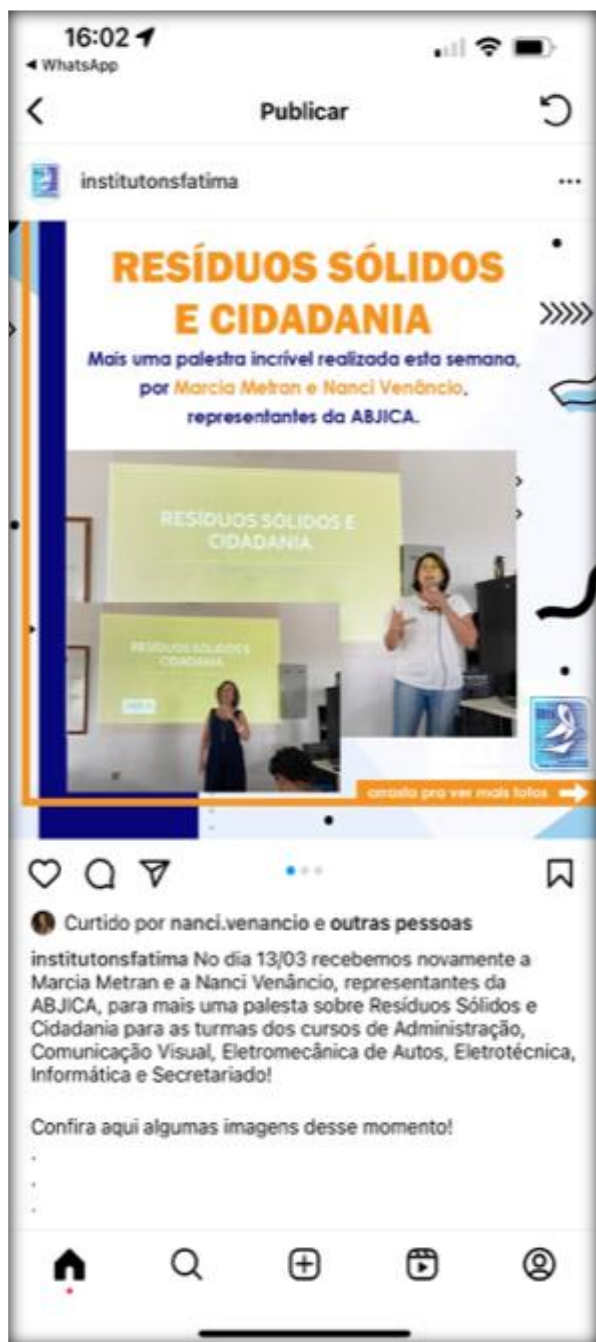 16:02
◀ WhatsApp
Publicar
institutonsfatima
RESÍDUOS SÓLIDOS
E CIDADANIA
Mais uma palestra incrível realizada esta semana,
por Marcia Metran e Nanci Venâncio,
representantes da ABJICA.
RESÍDUOS SÓLIDOS E
CIDADANIA
RESÍDUOS SÓLIDOS E
CIDADANIA
arrasta pra ver mais fotos
Curtido por nanci.venancio e outras pessoas
institutonsfatima No dia 13/03 recebemos novamente a
Marcia Metran e a Nanci Venâncio, representantes da
ABJICA, para mais uma palesta sobre Resíduos Sólidos e
Cidadania para as turmas dos cursos de Administração,
Comunicação Visual, Eletromecânica de Autos, Eletrotécnica,
Informática e Secretariado!
Confira aqui algumas imagens desse momento!
.
.
.